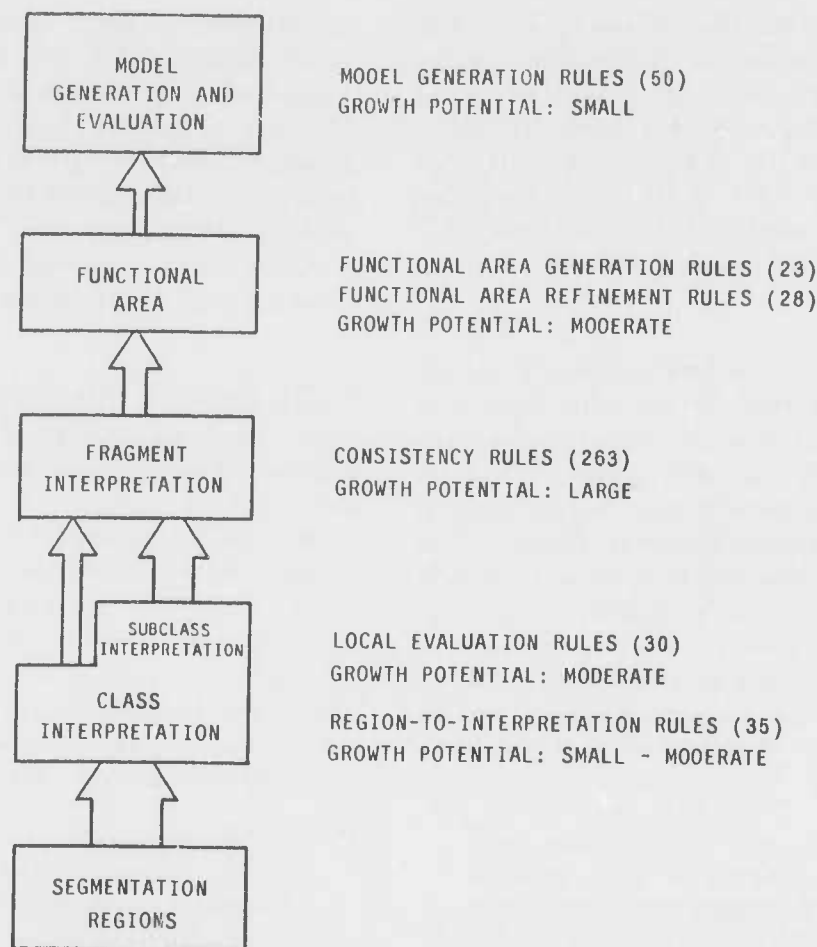 MODEL
GENERATION AND
EVALUATION
MOOEL GENERATION RULES (50)
GROWTH POTENTIAL: SMALL
FUNCTIONAL
AREA
FUNCTIONAL AREA GENERATION RULES (23)
FUNCTIONAL AREA REFINEMENT RULES (28)
GROWTH POTENTIAL: MOOERATE
FRAGMENT
INTERPRETATION
CONSISTENCY RULES (263)
GROWTH POTENTIAL: LARGE
SUBCLASS
INTERPRETATION
LOCAL EVALUATION RULES (30)
GROWTH POTENTIAL: MODERATE
CLASS
INTERPRETATION
REGION-TO-INTERPRETATION RULES (35)
GROWTH POTENTIAL: SMALL - MOOERATE
SEGMENTATION
REGIONS